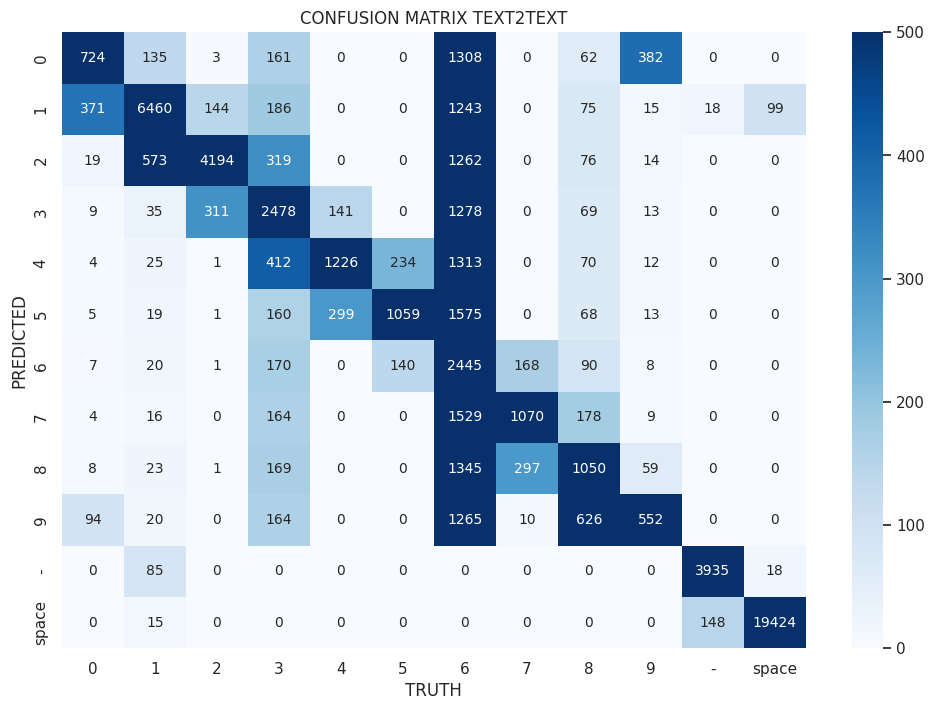 CONFUSION MATRIX TEXT2TEXT
0 724 135 3 161 0 0 1308 0 62 382 0 0
1 371 6460 144 186 0 0 1243 0 75 15 18 99
2 19 573 4194 319 0 0 1262 0 76 14 0 0
3 9 35 311 2478 141 0 1278 0 69 13 0 0
4 4 25 1 412 1226 234 1313 0 70 12 0 0
5 5 19 1 160 299 1059 1575 0 68 13 0 0
6 7 20 1 170 0 140 2445 168 90 8 0 0
7 4 16 0 164 0 0 1529 1070 178 9 0 0
8 8 23 1 169 0 0 1345 297 1050 59 0 0
9 94 20 0 164 0 0 1265 10 626 552 0 0
- 0 85 0 0 0 0 0 0 0 0 3935 18
space 0 15 0 0 0 0 0 0 0 0 148 19424
0 1 2 3 4 5 6 7 8 9 - space
PREDICTED
TRUTH
500
400
300
200
100
0